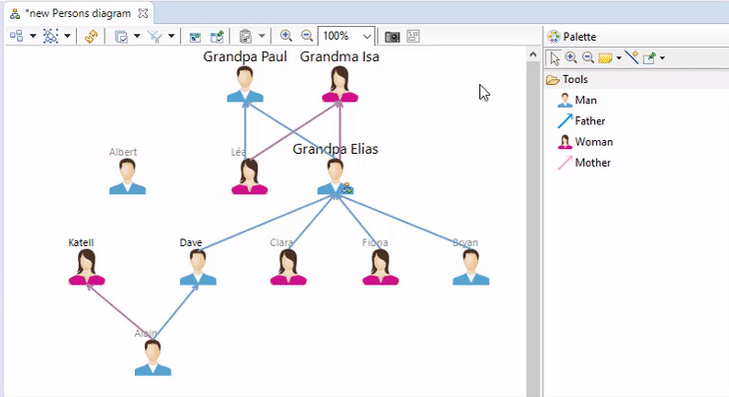 *new Persons diagram
100%
Palette
Tools
Man
Father
Woman
Mother
Grandpa Paul
Grandma Isa
Albert
Léa
Grandpa Elias
Katell
Dave
Clara
Fiona
Bryan
Alain